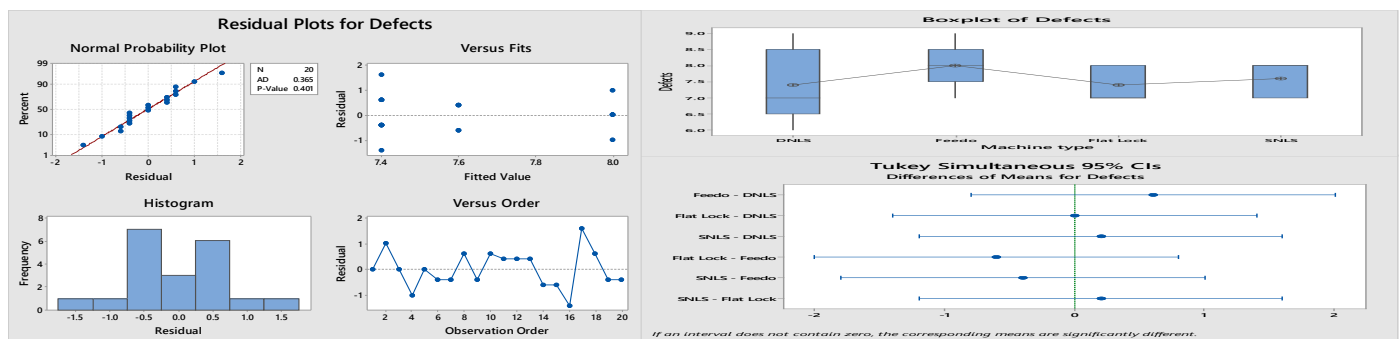 Residual Plots for Defects
Normal Probability Plot
99
90
50
10
1
Percent
-2 -1 0 1 2
Residual
N 20
AD 0.365
P-Value 0.401
Versus Fits
2
1
0
-1
Residual
7.4 7.6 7.8 8.0
Fitted Value
Histogram
8
6
4
2
0
Frequency
-1.5 -1.0 -0.5 0.0 0.5 1.0 1.5
Residual
Versus Order
2
1
0
-1
Residual
2 4 6 8 10 12 14 16 18 20
Observation Order
Boxplot of Defects
9.0
8.5
8.0
7.5
7.0
6.5
6.0
Defects
DNLS Feedo Flat Lock SNLS
Machine type
Tukey Simultaneous 95% CIs
Differences of Means for Defects
Feedo - DNLS
Flat Lock - DNLS
SNLS - DNLS
Flat Lock - Feedo
SNLS - Feedo
SNLS - Flat Lock
-2 -1 0 1 2
If an interval does not contain zero, the corresponding means are significantly different.